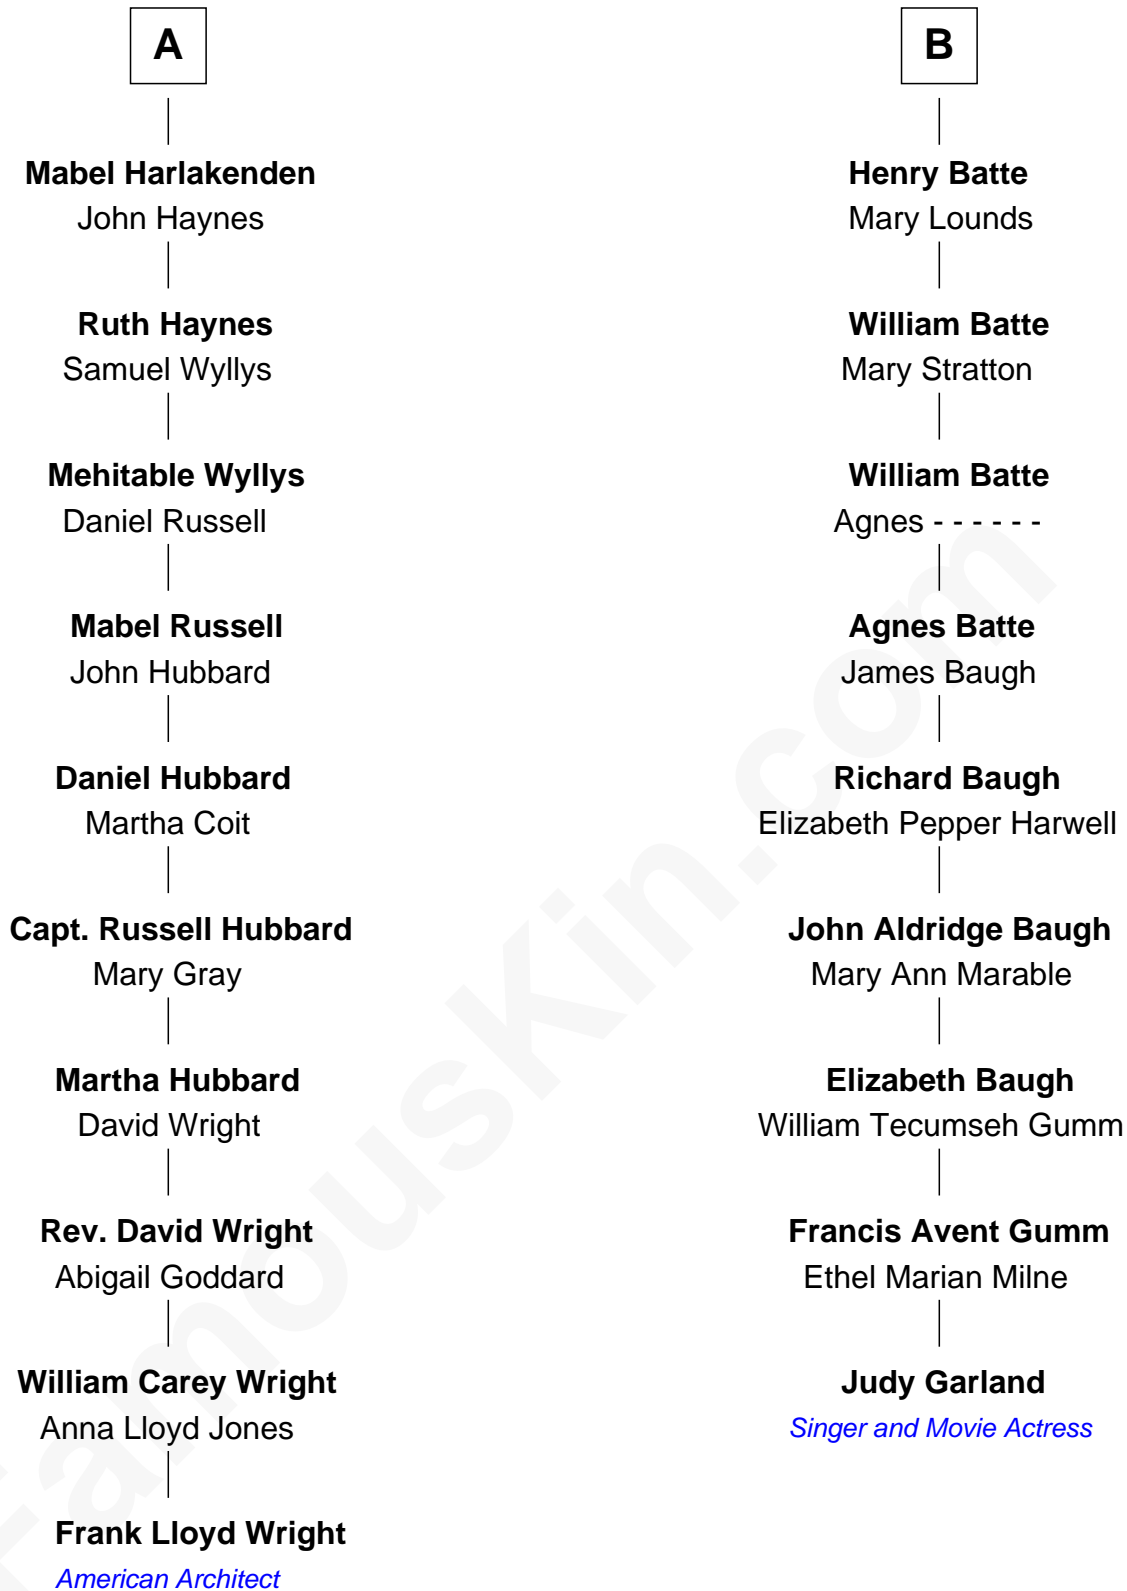 A
Mabel Harlakenden
John Haynes
Ruth Haynes
Samuel Wyllys
Mehitable Wyllys
Daniel Russell
Mabel Russell
John Hubbard
Daniel Hubbard
Martha Coit
Capt. Russell Hubbard
Mary Gray
Martha Hubbard
David Wright
Rev. David Wright
Abigail Goddard
William Carey Wright
Anna Lloyd Jones
Frank Lloyd Wright
American Architect
B
Henry Batte
Mary Lounds
William Batte
Mary Stratton
William Batte
Agnes - - - - - -
Agnes Batte
James Baugh
Richard Baugh
Elizabeth Pepper Harwell
John Aldridge Baugh
Mary Ann Marable
Elizabeth Baugh
William Tecumseh Gumm
Francis Avent Gumm
Ethel Marian Milne
Judy Garland
Singer and Movie Actress
FamousKin.com